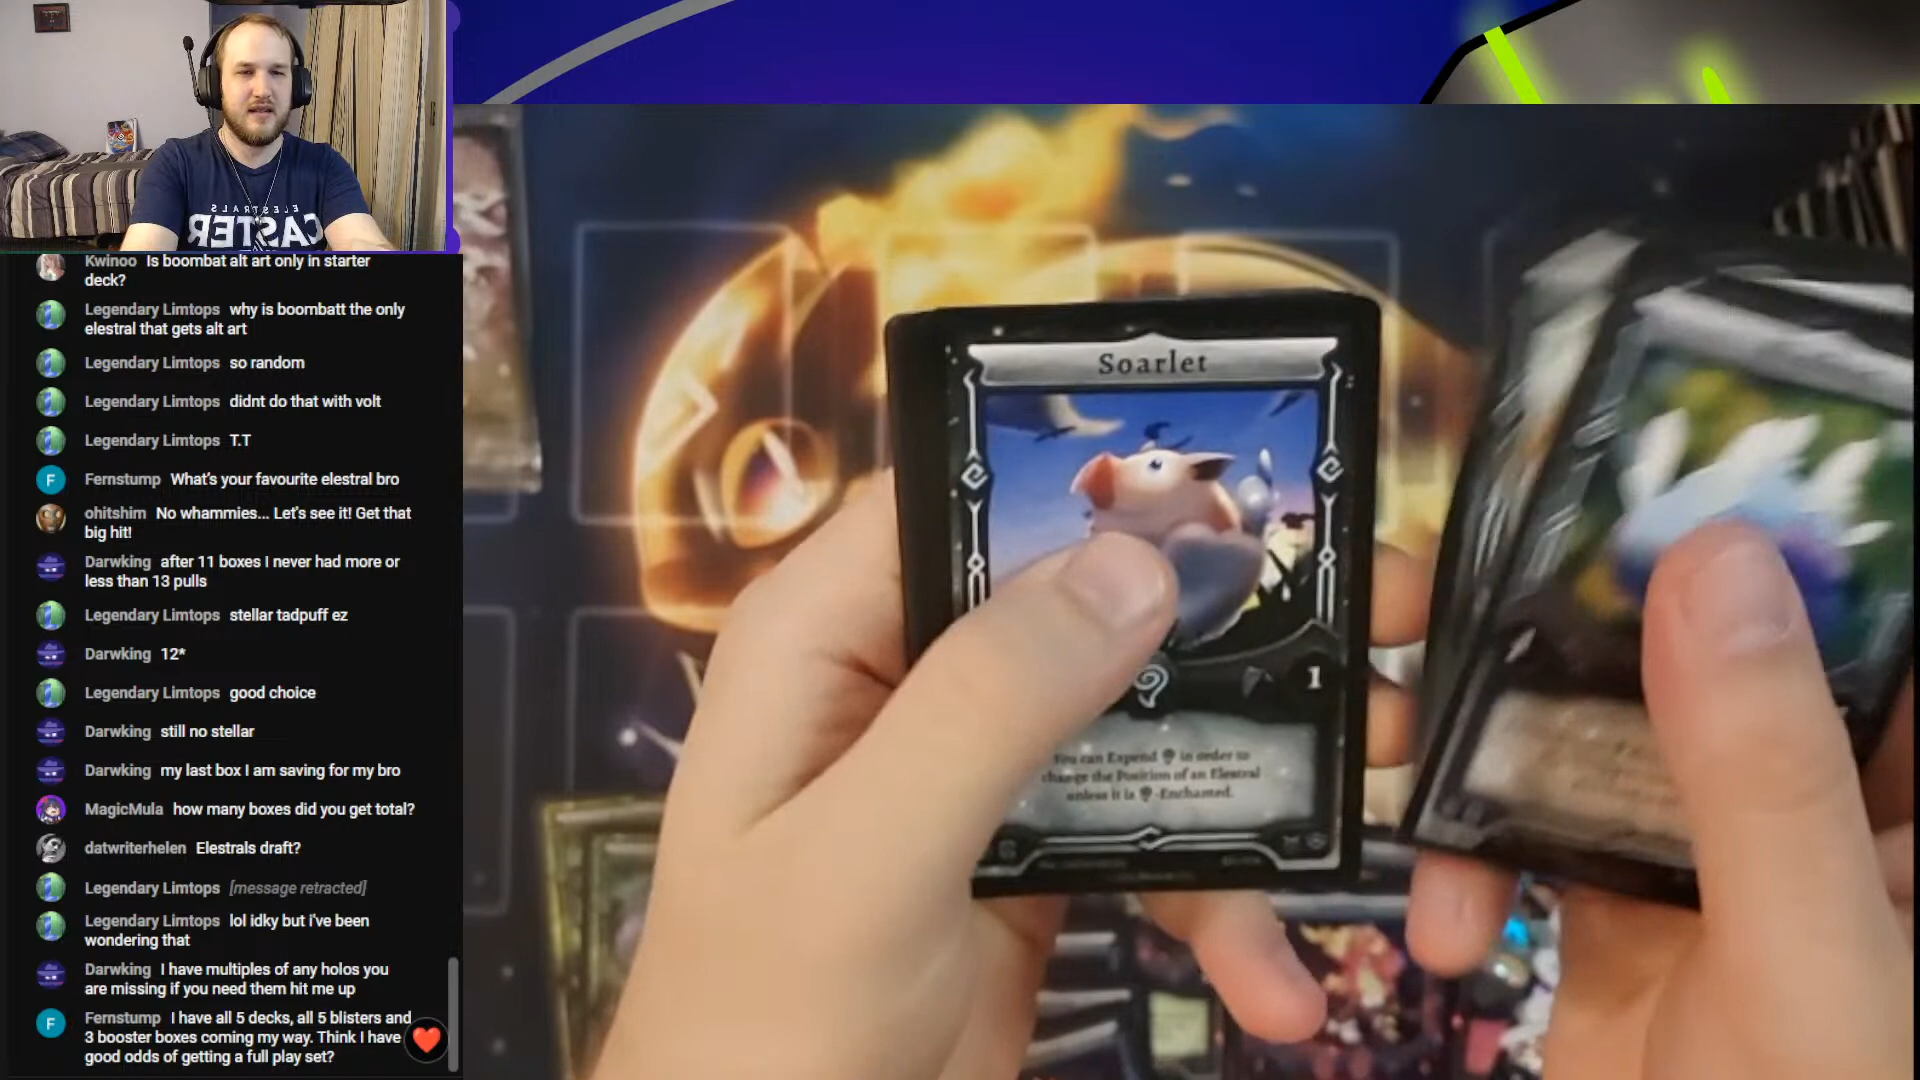 ELESTRALS
CASTER
Kwinoo Is boombat alt art only in starter
deck?
Legendary Limtops why is boombatt the only
elestral that gets alt art
Legendary Limtops so random
Legendary Limtops didnt do that with volt
Legendary Limtops T.T
F Fernstump What's your favourite elestral bro
ohitshim No whammies... Let's see it! Get that
big hit!
Darwking after 11 boxes I never had more or
less than 13 pulls
Legendary Limtops stellar tadpuff ez
Darwking 12*
Legendary Limtops good choice
Darwking still no stellar
Darwking my last box I am saving for my bro
MagicMula how many boxes did you get total?
datwriterhelen Elestrals draft?
Legendary Limtops [message retracted]
Legendary Limtops lol idky but i've been
wondering that
Darwking I have multiples of any holos you
are missing if you need them hit me up
F Fernstump I have all 5 decks, all 5 blisters and
3 booster boxes coming my way. Think I have
good odds of getting a full play set?
Soarlet
1
You can Expend in order to
change the Position of an Elestral
unless it is -Enchanted.